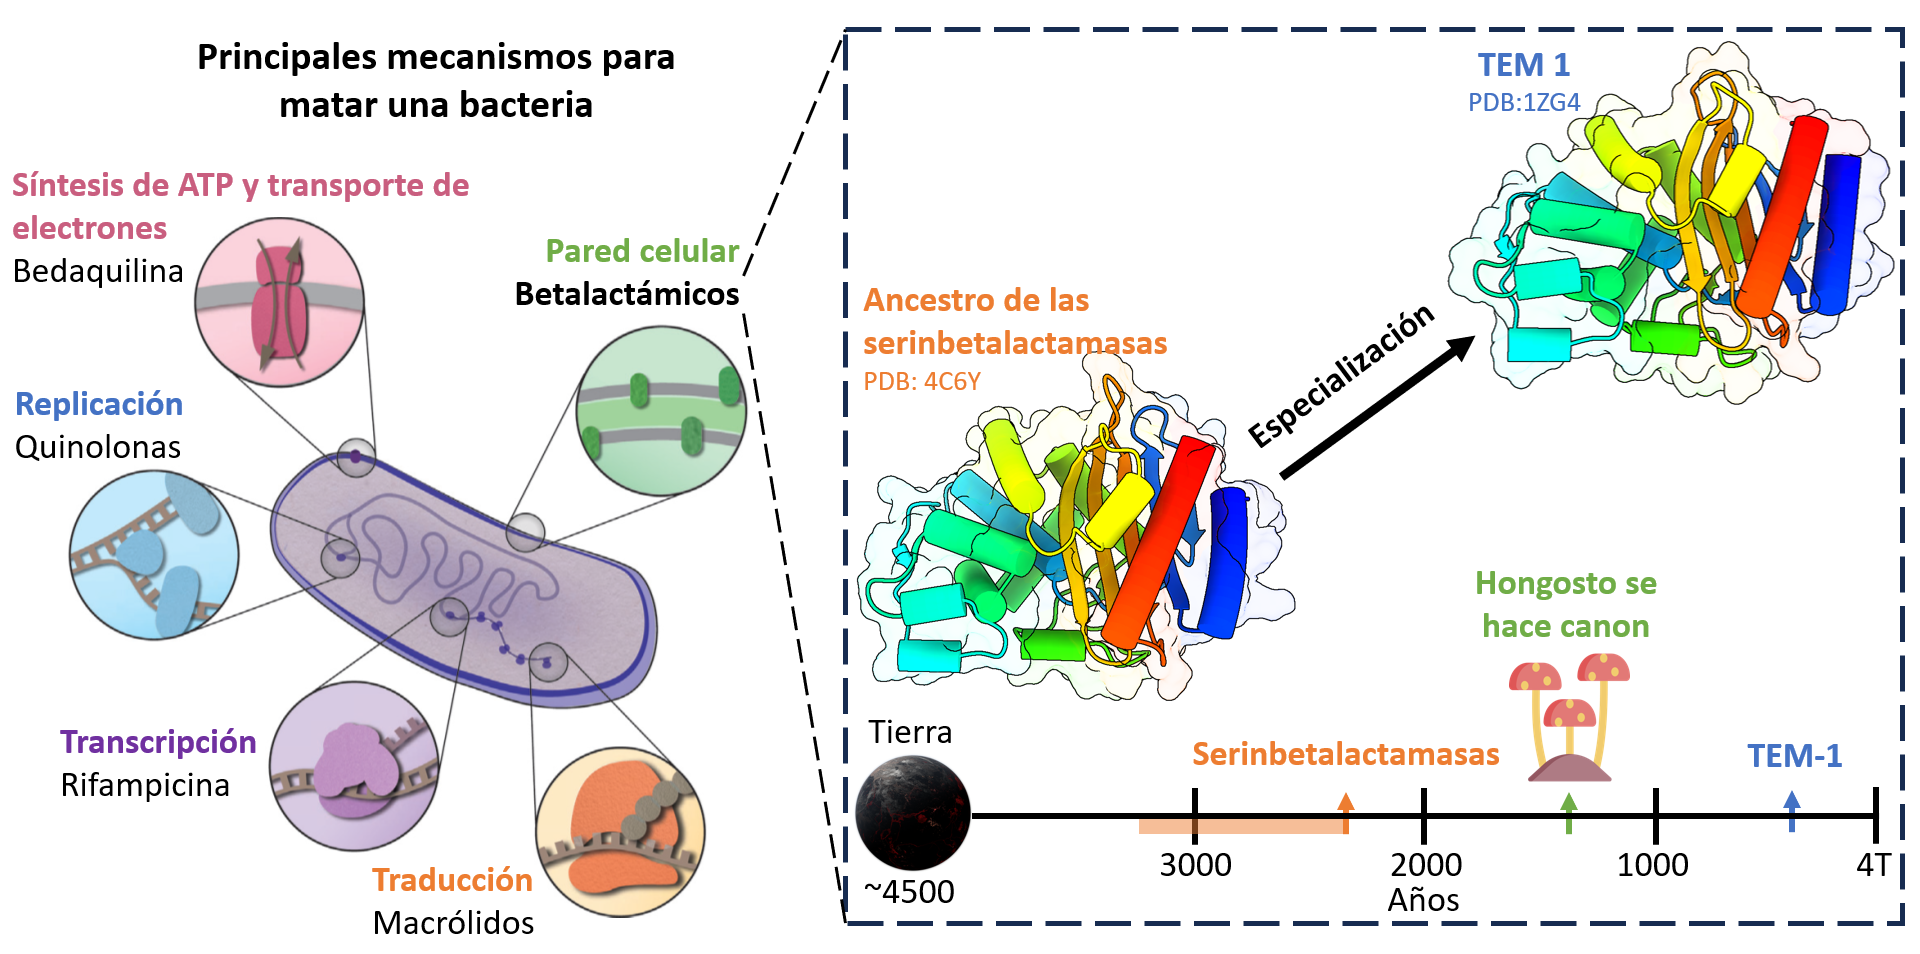 Principales mecanismos para
matar una bacteria
Síntesis de ATP y transporte de
electrones
Bedaquilina
Pared celular
Betalactámicos
Replicación
Quinolonas
Transcripción
Rifampicina
Traducción
Macrólidos
TEM 1
PDB:1ZG4
Ancestro de las
serinbetalactamasas
PDB: 4C6Y
Especialización
Hongosto se
hace canon
Tierra
Serinbetalactamasas
TEM-1
~4500
3000
2000
1000
4T
Años